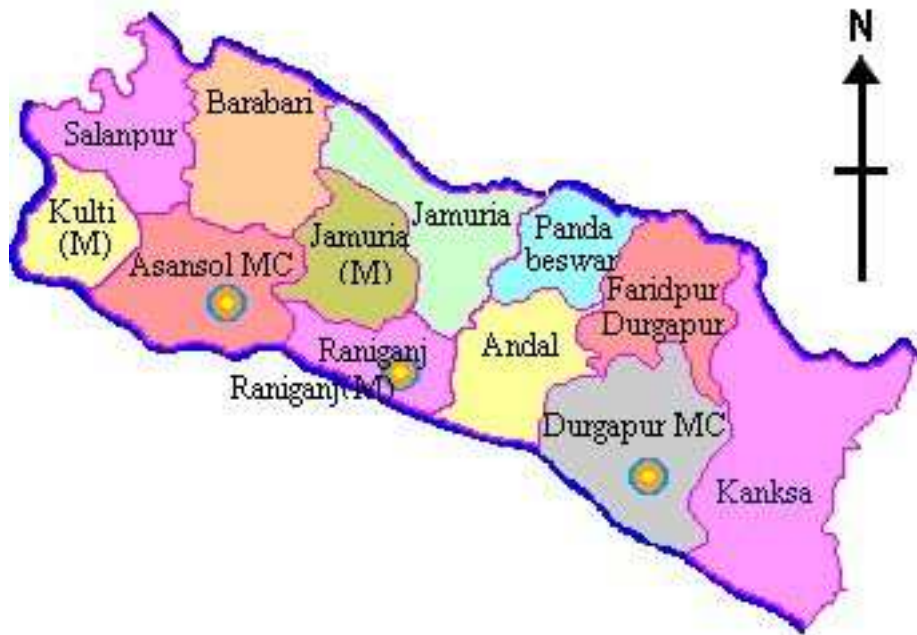 N
Barabari
Salanpur
Kulti
(M)
Jamuria
Jamuria
(M)
Panda
beswar
Asansol MC
Faridpur
Durgapur
Raniganj
Andal
Raniganj(M)
Durgapur MC
Kanksa